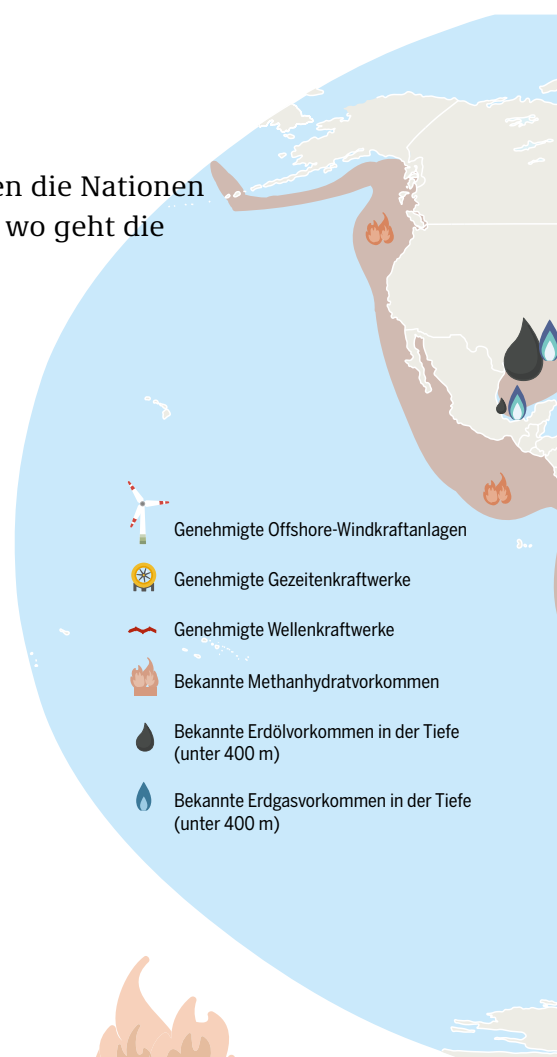 en die Nationen
wo geht die
Genehmigte Offshore-Windkraftanlagen
Genehmigte Gezeitenkraftwerke
Genehmigte Wellenkraftwerke
Bekannte Methanhydratvorkommen
Bekannte Erdölvorkommen in der Tiefe
(unter 400 m)
Bekannte Erdgasvorkommen in der Tiefe
(unter 400 m)